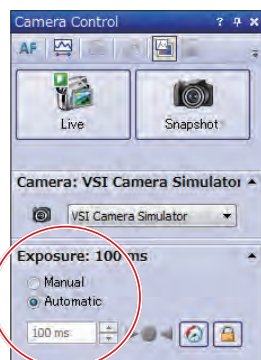 Camera Control
AF
Live Snapshot
Camera: VSI Camera Simulator
VSI Camera Simulator
Exposure: 100 ms
Manual
Automatic
100 ms